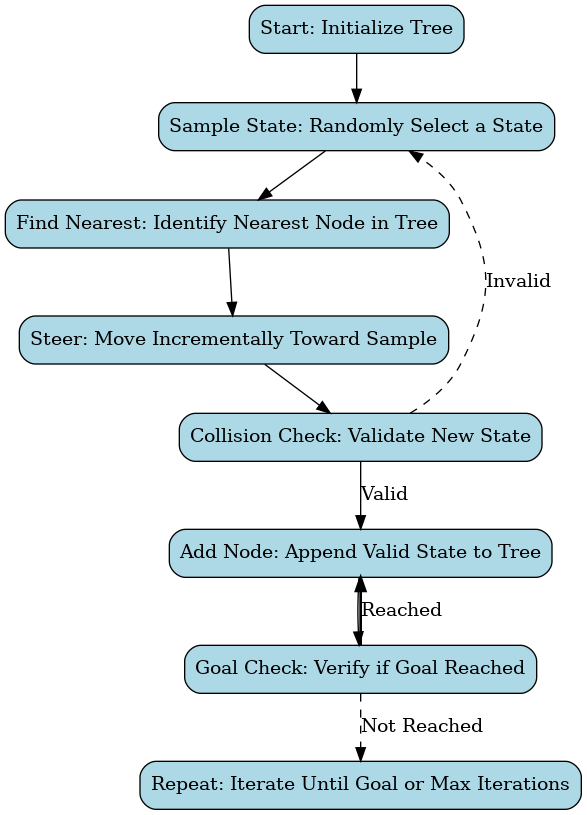 Start: Initialize Tree
Sample State: Randomly Select a State
Find Nearest: Identify Nearest Node in Tree
Invalid
Steer: Move Incrementally Toward Sample
Collision Check: Validate New State
Valid
Add Node: Append Valid State to Tree
Reached
Goal Check: Verify if Goal Reached
Not Reached
Repeat: Iterate Until Goal or Max Iterations